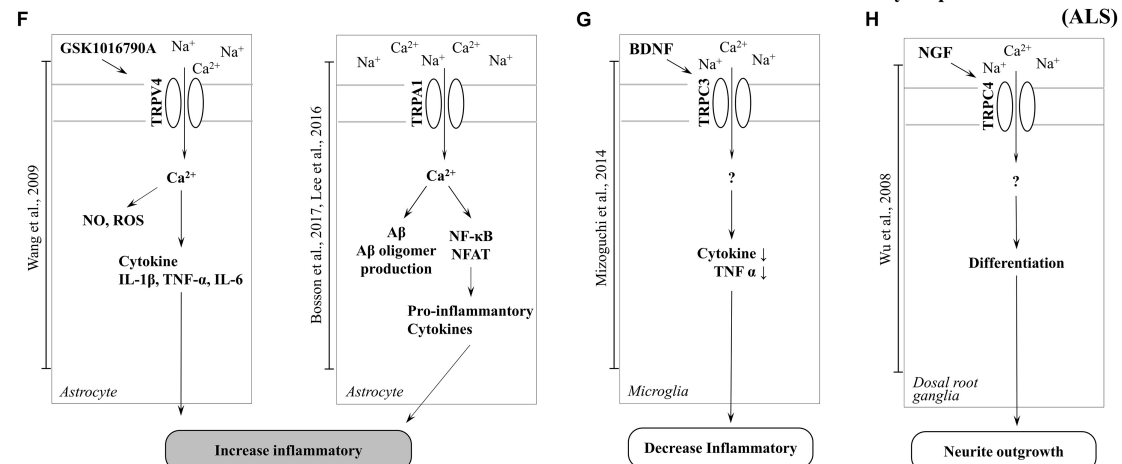 F
GSK1016790A
Na⁺
Na⁺
Ca²⁺
TRPV4
Ca²⁺
NO, ROS
Cytokine
IL-1β, TNF-α, IL-6
Wang et al., 2009
Astrocyte
Ca²⁺
Ca²⁺
Na⁺
Na⁺
Na⁺
TRPA1
Ca²⁺
Aβ
Aβ oligomer
production
NF-κB
NFAT
Pro-inflammantory
Cytokines
Bosson et al., 2017, Lee et al., 2016
Astrocyte
Increase inflammatory
G
BDNF
Ca²⁺
Na⁺
Na⁺
TRPC3
?
Cytokine ↓
TNF α ↓
Mizoguchi et al., 2014
Microglia
Decrease Inflammatory
H
(ALS)
NGF
Ca²⁺
Na⁺
Na⁺
TRPC4
?
Differentiation
Wu et al., 2008
Dosal root
ganglia
Neurite outgrowth